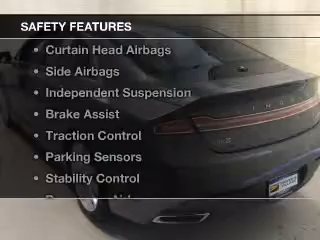 SAFETY FEATURES
• Curtain Head Airbags
• Side Airbags
• Independent Suspension
• Brake Assist
• Traction Control
• Parking Sensors
• Stability Control